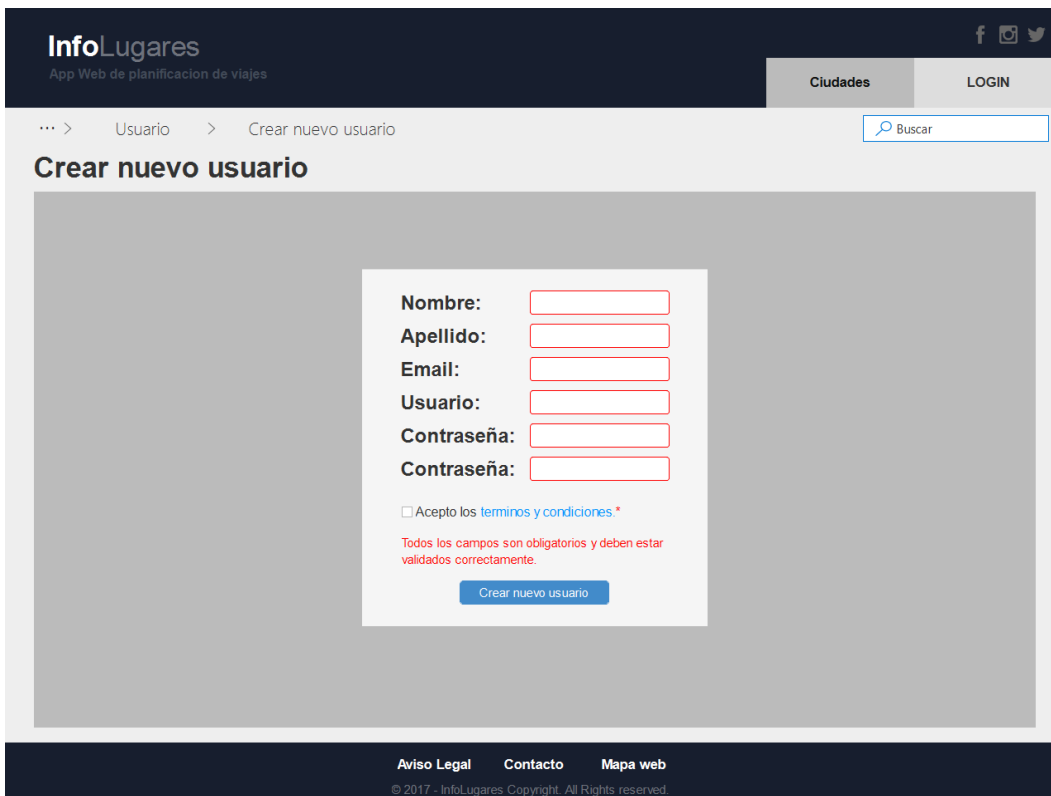 InfoLugares
App Web de planificacion de viajes
Ciudades
LOGIN
··· > Usuario > Crear nuevo usuario
Buscar
Crear nuevo usuario
Nombre:
Apellido:
Email:
Usuario:
Contraseña:
Contraseña:
Acepto los terminos y condiciones.*
Todos los campos son obligatorios y deben estar
validados correctamente.
Crear nuevo usuario
Aviso Legal Contacto Mapa web
© 2017 - InfoLugares Copyright. All Rights reserved.